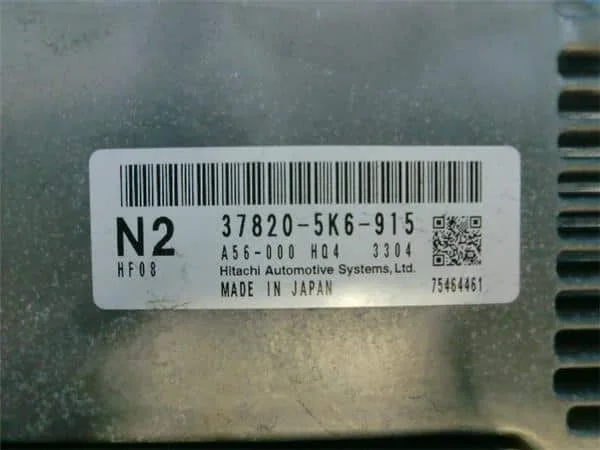 N2
37820-5K6-915
A56-000 HQ4 3304
HF08
Hitachi Automotive Systems, Ltd.
MADE IN JAPAN
75464461